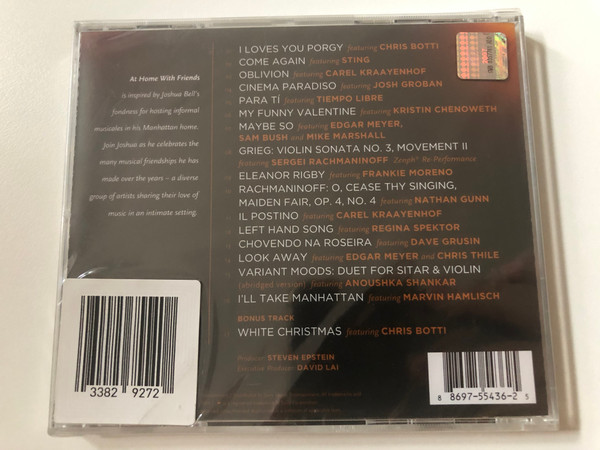 At Home With Friends
is inspired by Joshua Bell's
fondness for hosting informal
musicales in his Manhattan home.
Join Joshua as he celebrates the
many musical friendships he has
made over the years – a diverse
group of artists sharing their love of
music in an intimate setting.
I LOVES YOU PORGY featuring CHRIS BOTTI
COME AGAIN featuring STING
OBLIVION featuring CAREL KRAAYENHOF
CINEMA PARADISO featuring JOSH GROBAN
PARA TÍ featuring TIEMPO LIBRE
MY FUNNY VALENTINE featuring KRISTIN CHENOWETH
MAYBE SO featuring EDGAR MEYER,
SAM BUSH and MIKE MARSHALL
GRIEG: VIOLIN SONATA NO. 3, MOVEMENT II
featuring SERGEI RACHMANINOFF Zenph® Re-Performance
ELEANOR RIGBY featuring FRANKIE MORENO
RACHMANINOFF: O, CEASE THY SINGING,
MAIDEN FAIR, OP. 4, NO. 4 featuring NATHAN GUNN
IL POSTINO featuring CAREL KRAAYENHOF
LEFT HAND SONG featuring REGINA SPEKTOR
CHOVENDO NA ROSEIRA featuring DAVE GRUSIN
LOOK AWAY featuring EDGAR MEYER and CHRIS THILE
VARIANT MOODS: DUET FOR SITAR & VIOLIN
(abridged version) featuring ANOUSHKA SHANKAR
I'LL TAKE MANHATTAN featuring MARVIN HAMLISCH
BONUS TRACK
WHITE CHRISTMAS featuring CHRIS BOTTI
Producer: STEVEN EPSTEIN
Executive Producer: DAVID LAI
3382
9272
8 8697-55436-2 5